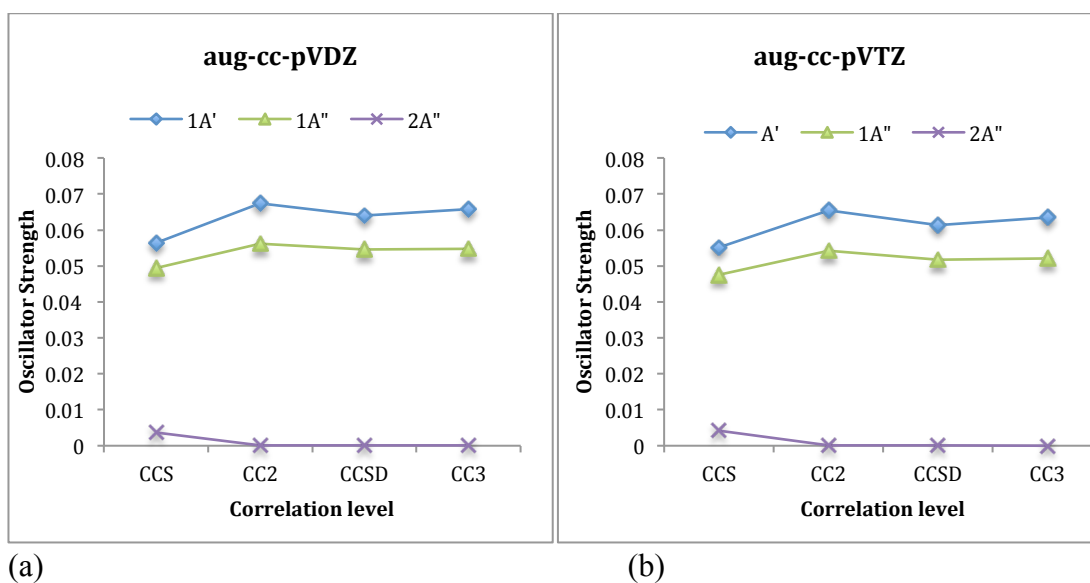 aug-cc-pVDZ
1A' 1A" 2A"
0.08
0.07
0.06
0.05
0.04
0.03
0.02
0.01
0
Oscillator Strength
CCS CC2 CCSD CC3
Correlation level
(a)
aug-cc-pVTZ
A' 1A" 2A"
0.08
0.07
0.06
0.05
0.04
0.03
0.02
0.01
0
Oscillator Strength
CCS CC2 CCSD CC3
Correlation level
(b)